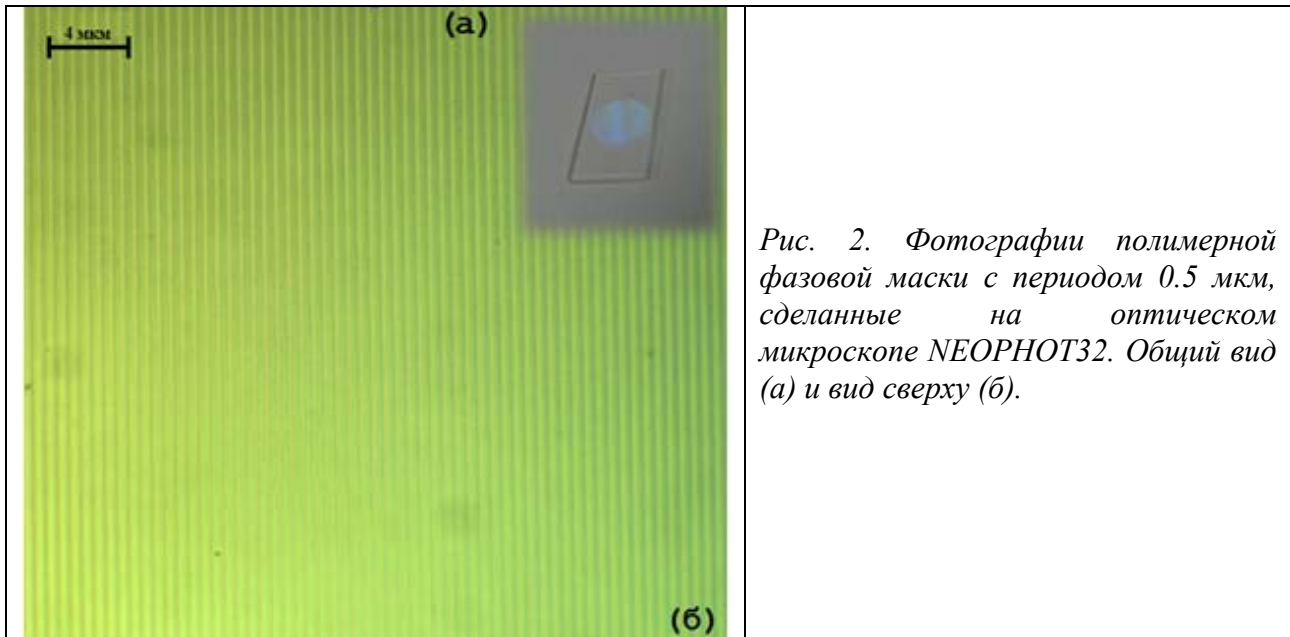 4 мкм
(а)
(б)
Рис. 2. Фотографии полимерной
фазовой маски с периодом 0.5 мкм,
сделанные на оптическом
микроскопе NEOPHOT32. Общий вид
(а) и вид сверху (б).